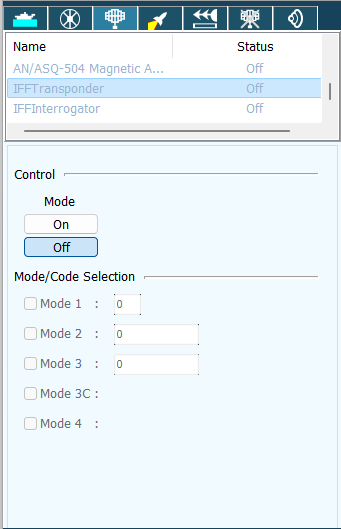 Name Status
AN/ASQ-504 Magnetic A... Off
IFFTransponder Off
IFFInterrogator Off
Control
Mode
On
Off
Mode/Code Selection
Mode 1 : 0
Mode 2 : 0
Mode 3 : 0
Mode 3C :
Mode 4 :